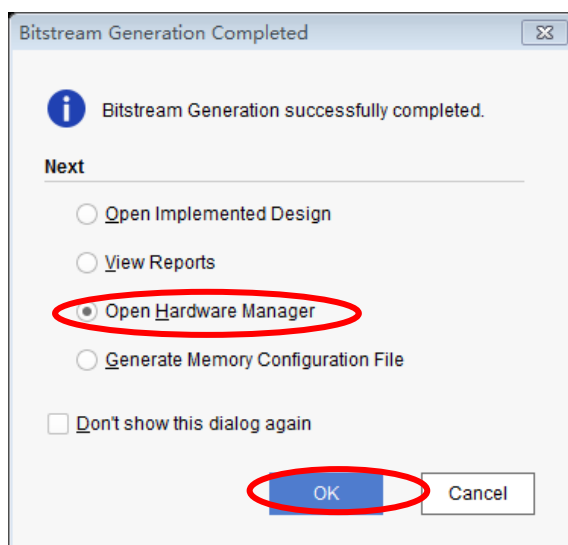 Bitstream Generation Completed
Bitstream Generation successfully completed.
Next
Open Implemented Design
View Reports
Open Hardware Manager
Generate Memory Configuration File
Don't show this dialog again
OK
Cancel